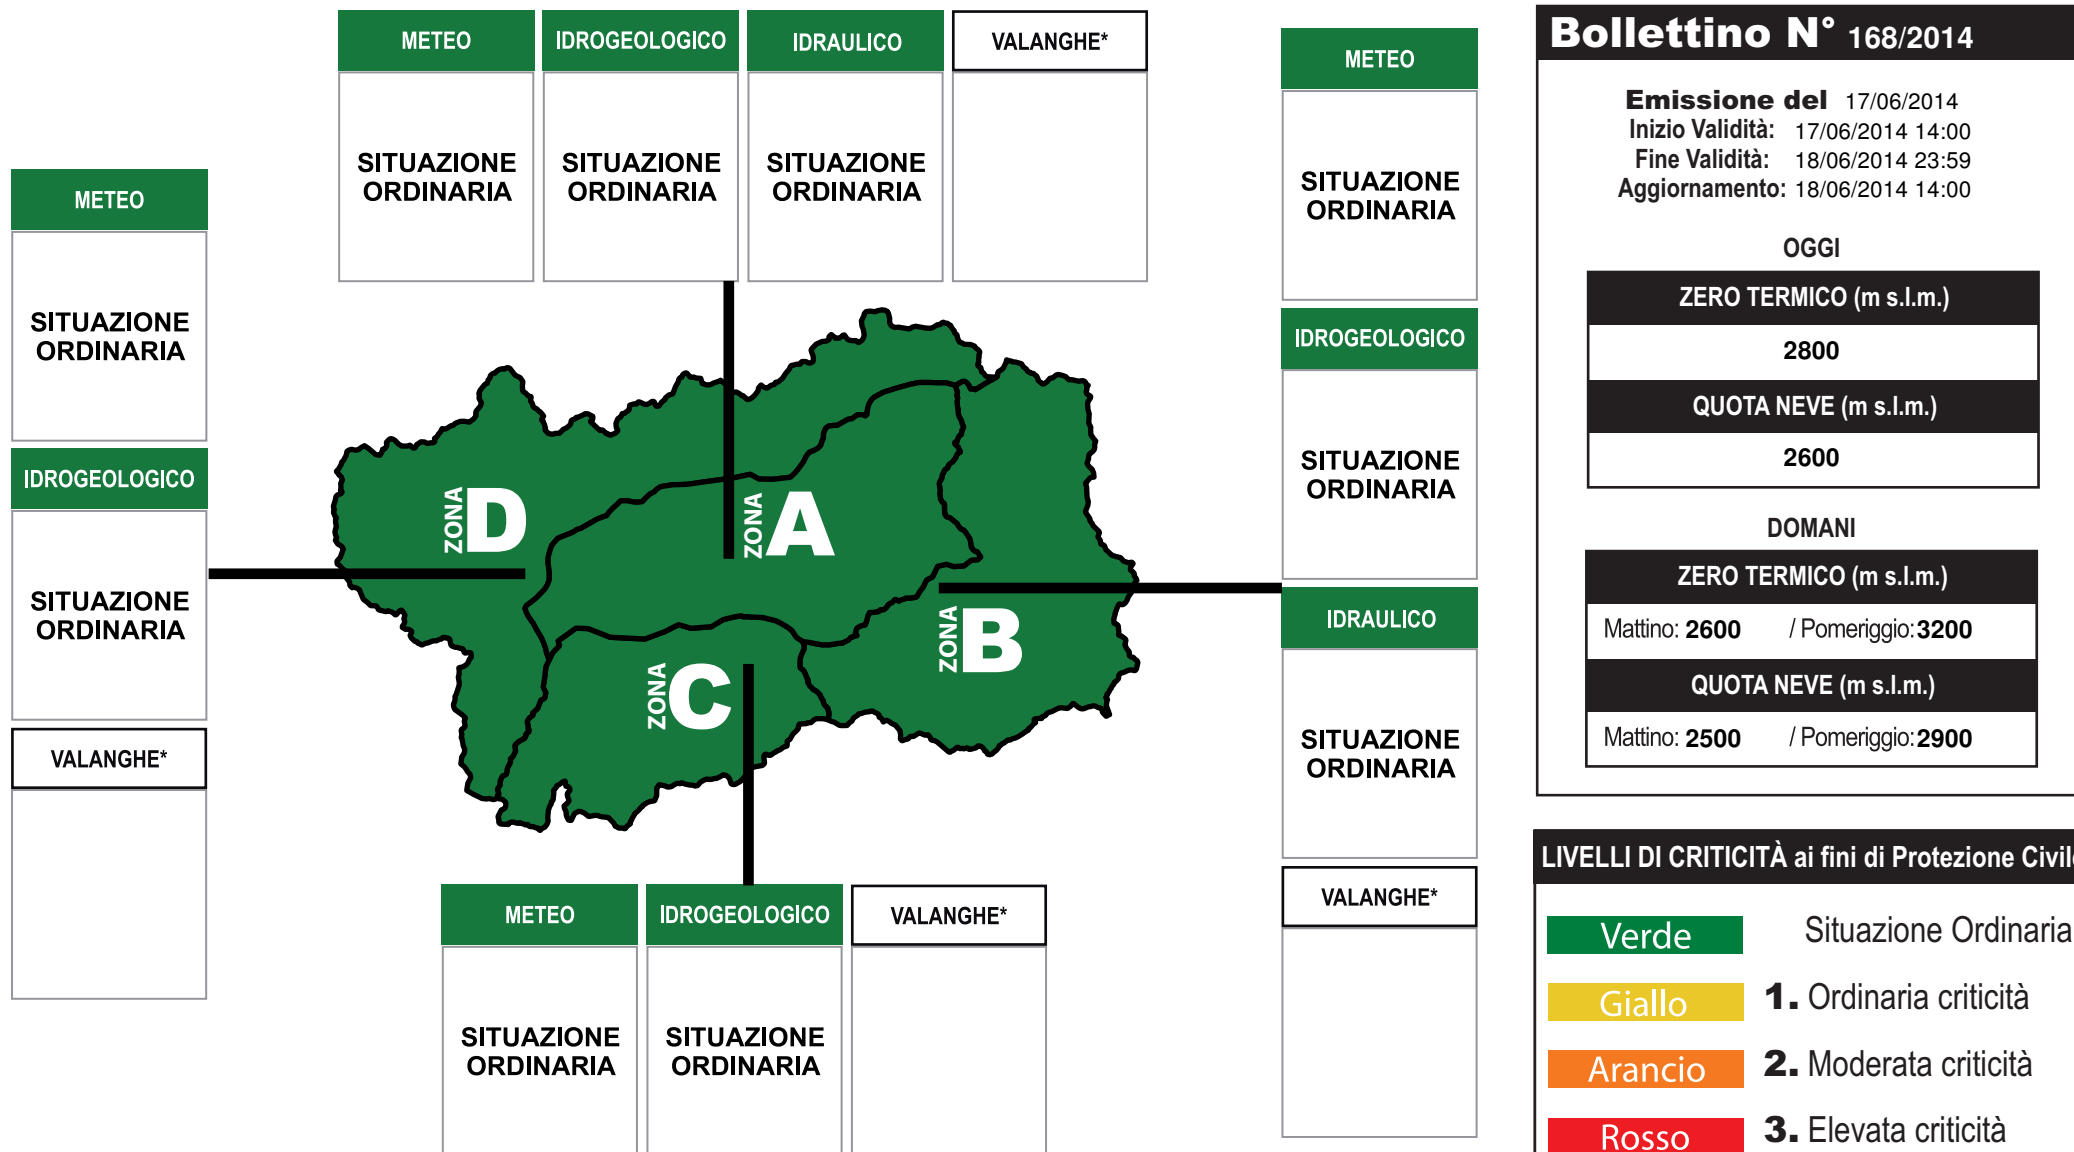 METEO
IDROGEOLOGICO
IDRAULICO
VALANGHE*
SITUAZIONE
ORDINARIA
SITUAZIONE
ORDINARIA
SITUAZIONE
ORDINARIA
METEO
SITUAZIONE
ORDINARIA
IDROGEOLOGICO
SITUAZIONE
ORDINARIA
VALANGHE*
ZONA D
ZONA A
ZONA B
ZONA C
METEO
SITUAZIONE
ORDINARIA
IDROGEOLOGICO
SITUAZIONE
ORDINARIA
IDRAULICO
SITUAZIONE
ORDINARIA
VALANGHE*
METEO
IDROGEOLOGICO
VALANGHE*
SITUAZIONE
ORDINARIA
SITUAZIONE
ORDINARIA
Bollettino N° 168/2014
Emissione del 17/06/2014
Inizio Validità: 17/06/2014 14:00
Fine Validità: 18/06/2014 23:59
Aggiornamento: 18/06/2014 14:00
OGGI
ZERO TERMICO (m s.l.m.)
2800
QUOTA NEVE (m s.l.m.)
2600
DOMANI
ZERO TERMICO (m s.l.m.)
Mattino: 2600 / Pomeriggio: 3200
QUOTA NEVE (m s.l.m.)
Mattino: 2500 / Pomeriggio: 2900
LIVELLI DI CRITICITÀ ai fini di Protezione Civile
Verde Situazione Ordinaria
Giallo 1. Ordinaria criticità
Arancio 2. Moderata criticità
Rosso 3. Elevata criticità